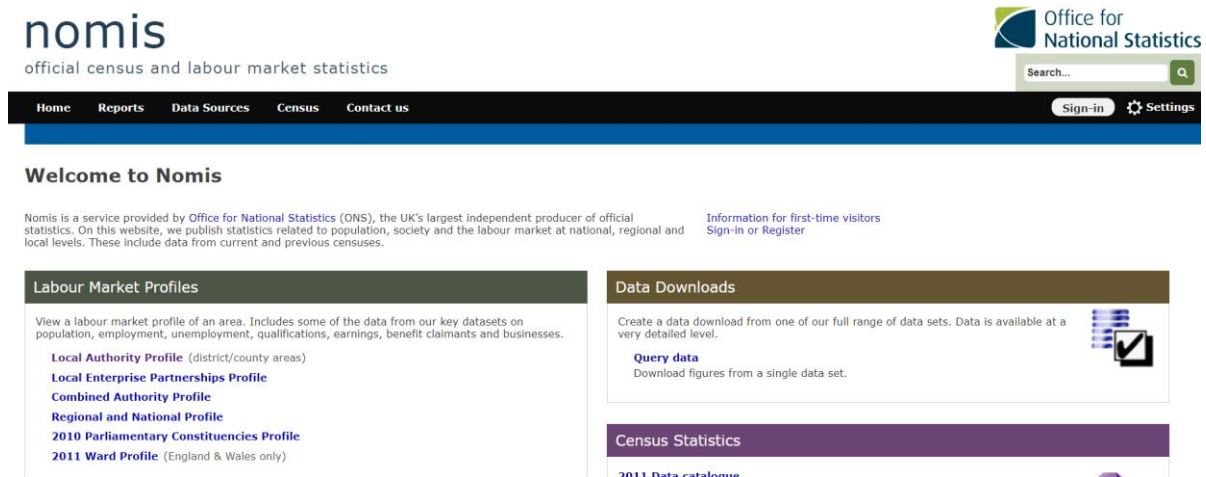 nomis
official census and labour market statistics
Office for
National Statistics
Search...
Home Reports Data Sources Census Contact us
Sign-in Settings
Welcome to Nomis
Nomis is a service provided by Office for National Statistics (ONS), the UK's largest independent producer of official
statistics. On this website, we publish statistics related to population, society and the labour market at national, regional and
local levels. These include data from current and previous censuses.
Information for first-time visitors
Sign-in or Register
Labour Market Profiles
View a labour market profile of an area. Includes some of the data from our key datasets on
population, employment, unemployment, qualifications, earnings, benefit claimants and businesses.
Local Authority Profile (district/county areas)
Local Enterprise Partnerships Profile
Combined Authority Profile
Regional and National Profile
2010 Parliamentary Constituencies Profile
2011 Ward Profile (England & Wales only)
Data Downloads
Create a data download from one of our full range of data sets. Data is available at a
very detailed level.
Query data
Download figures from a single data set.
Census Statistics
2011 Data catalogue